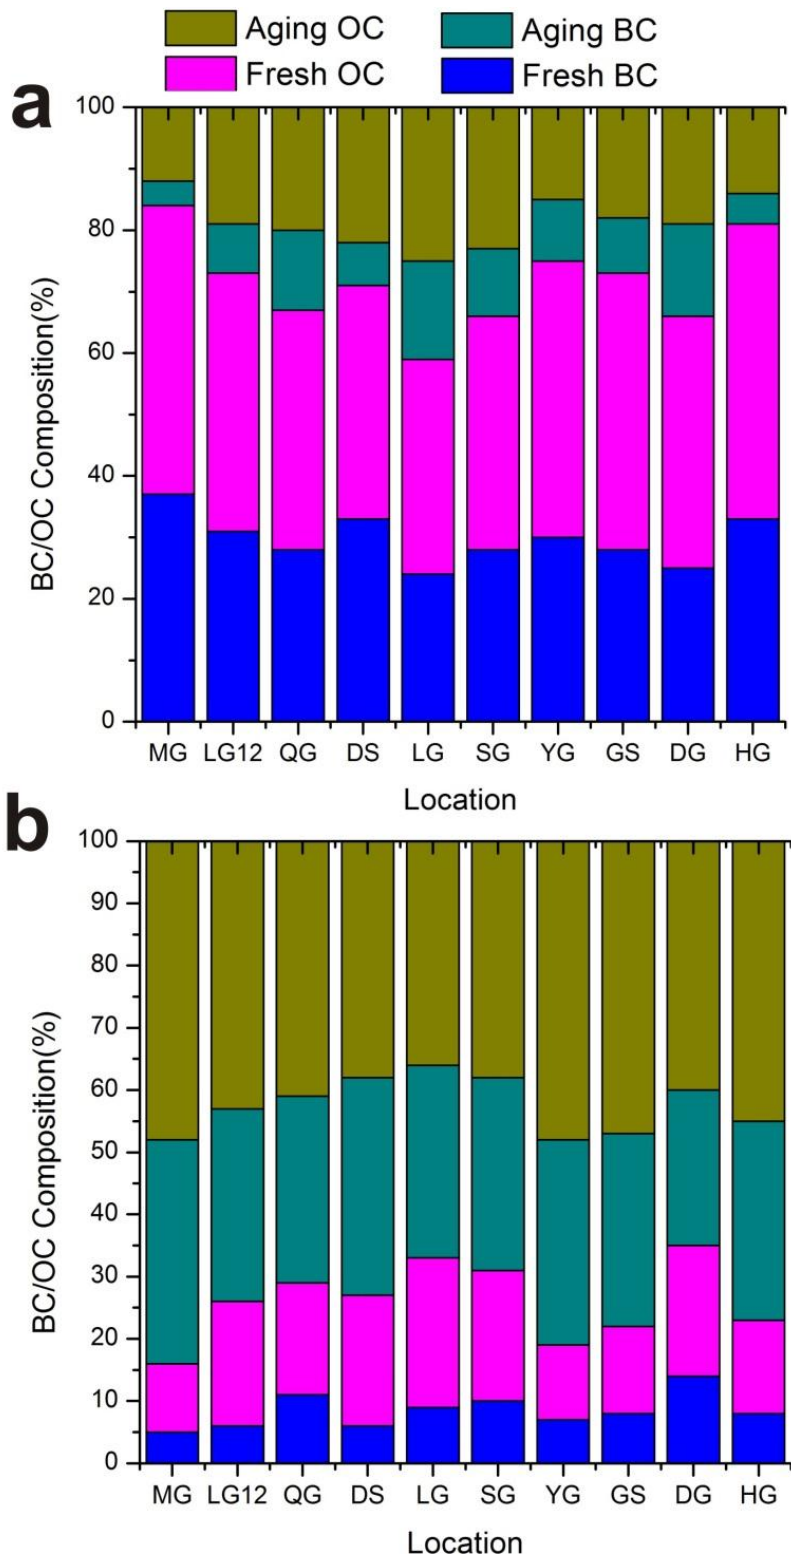 Aging OC Aging BC
Fresh OC Fresh BC
a
100
80
60
40
20
0
BC/OC Composition(%)
MG LG12 QG DS LG SG YG GS DG HG
Location
b
100
90
80
70
60
50
40
30
20
10
0
BC/OC Composition(%)
MG LG12 QG DS LG SG YG GS DG HG
Location